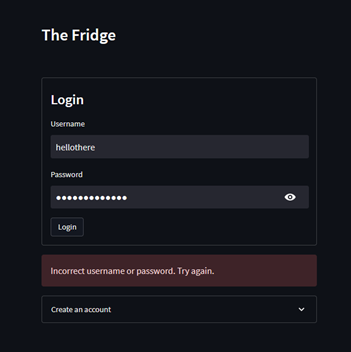 The Fridge
Login
Username
hellothere
Password
●●●●●●●●●●●●●
Login
Incorrect username or password. Try again.
Create an account